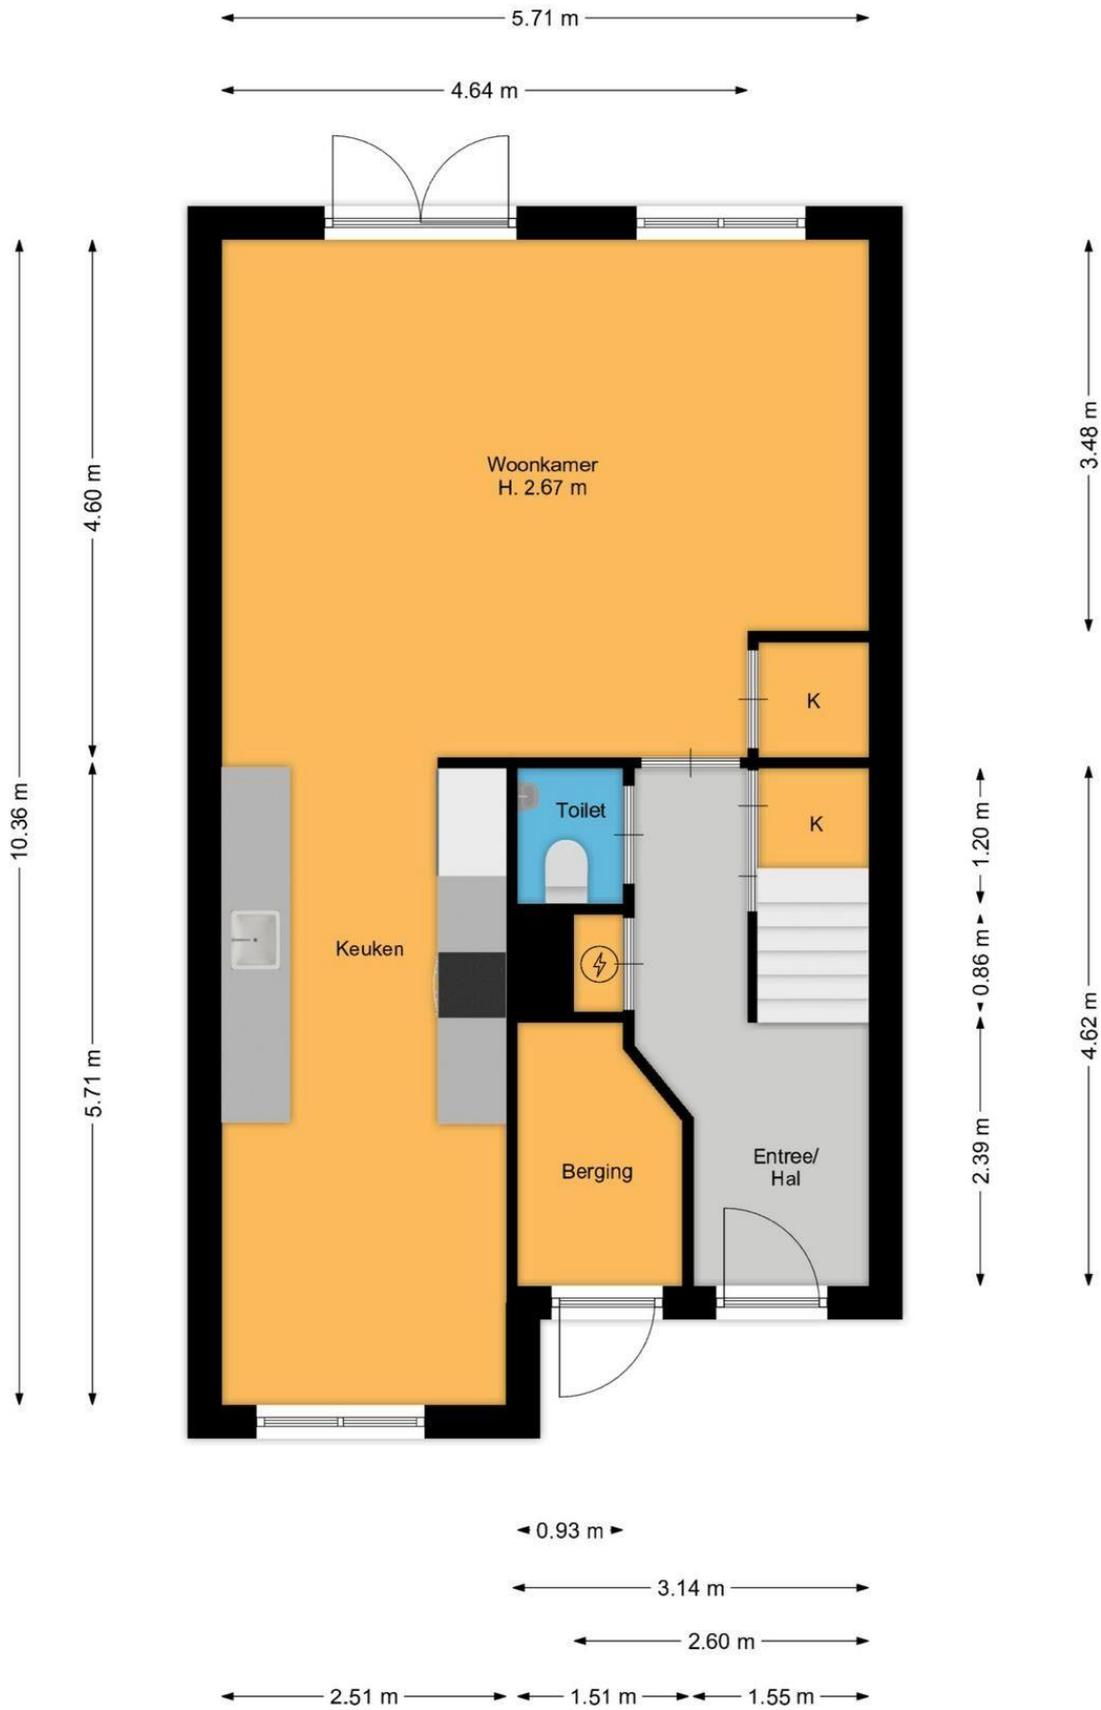 5.71 m
4.64 m
Woonkamer
H. 2.67 m
4.60 m
3.48 m
K
10.36 m
Toilet
K
1.20 m
Keuken
0.86 m
4.62 m
5.71 m
2.39 m
Berging
Entree/
Hal
0.93 m
3.14 m
2.60 m
2.51 m
1.51 m
1.55 m